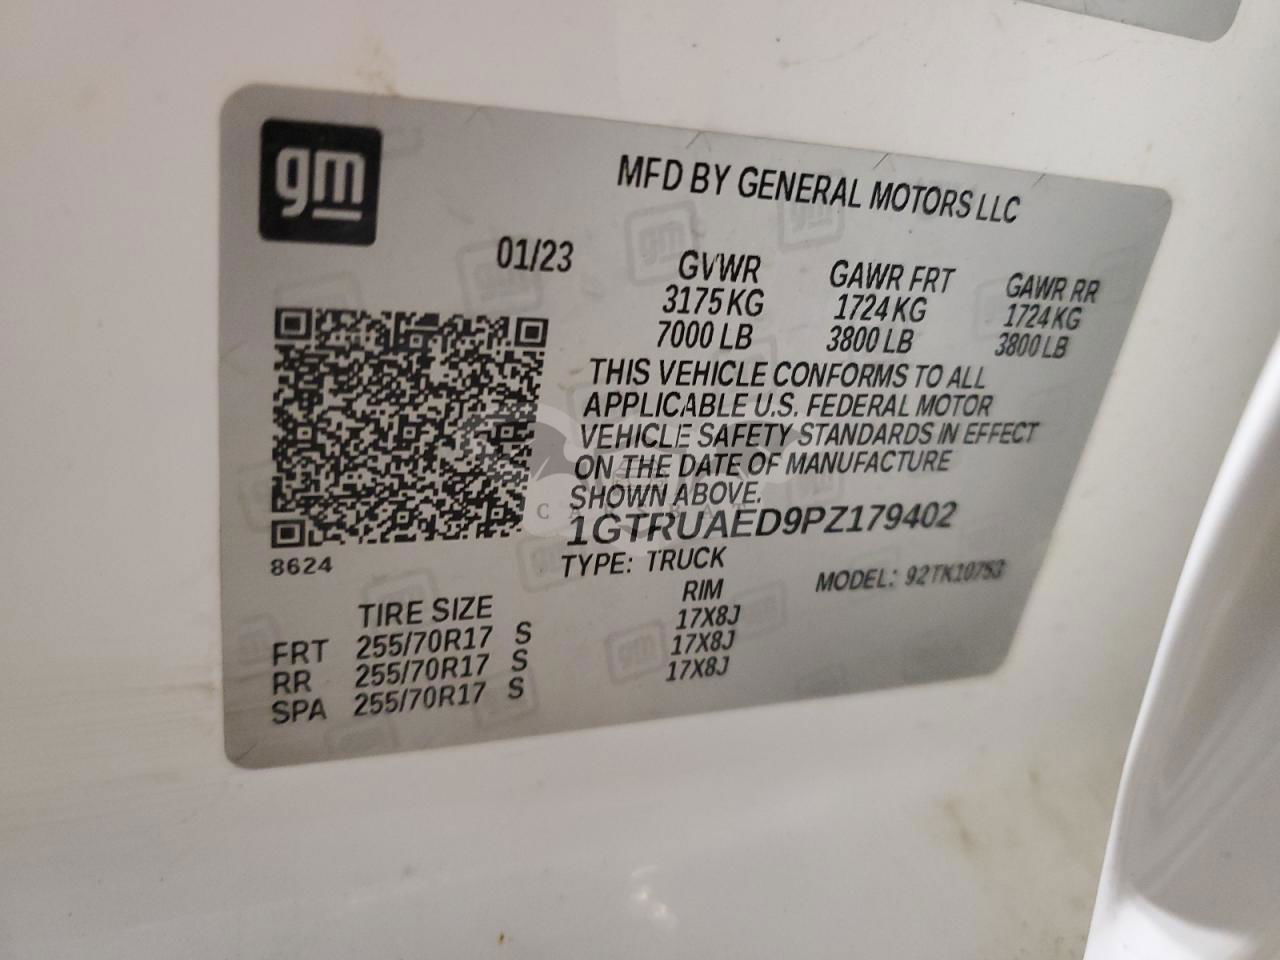 gm
MFD BY GENERAL MOTORS LLC
01/23
GVWR GAWR FRT GAWR RR
3175 KG 1724 KG 1724 KG
7000 LB 3800 LB 3800 LB
THIS VEHICLE CONFORMS TO ALL
APPLICABLE U.S. FEDERAL MOTOR
VEHICLE SAFETY STANDARDS IN EFFECT
ON THE DATE OF MANUFACTURE
SHOWN ABOVE.
1GTRUAED9PZ179402
8624
TYPE: TRUCK MODEL: 92TK10753
TIRE SIZE RIM
FRT 255/70R17 S 17X8J
RR 255/70R17 S 17X8J
SPA 255/70R17 S 17X8J